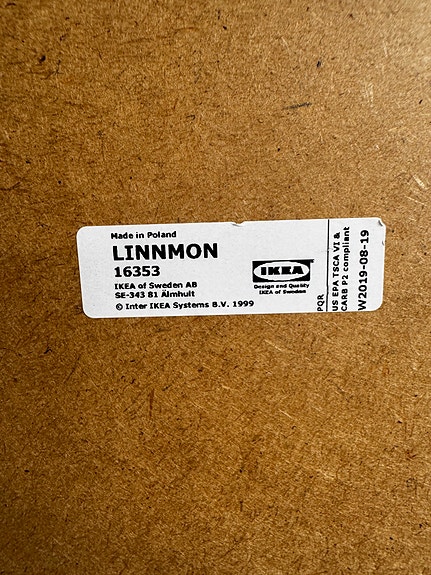 Made in Poland
LINNMON
16353
IKEA of Sweden AB
SE-343 81 Älmhult
© Inter IKEA Systems B.V. 1999
IKEA
Design and Quality
IKEA of Sweden
PQR
US EPA TSCA VI &
CARB P2 compliant
W2019-08-19